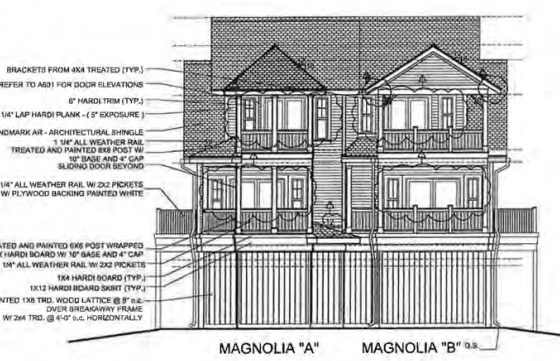 BRACKETS FROM 4X4 TREATED (TYP.)
REFER TO A601 FOR DOOR ELEVATIONS
6" HARDI TRIM (TYP.)
1/4" LAP HARDI PLANK - ( 5" EXPOSURE )
NDMARK AR - ARCHITECTURAL SHINGLE
1 1/4" ALL WEATHER RAIL
TREATED AND PAINTED 8X8 POST W/
10" BASE AND 4" CAP
SLIDING DOOR BEYOND
1/4" ALL WEATHER RAIL W/ 2X2 PICKETS
W/ PLYWOOD BACKING PAINTED WHITE
ATED AND PAINTED 6X6 POST WRAPPED
HARDI BOARD W/ 10" BASE AND 4" CAP
1/4" ALL WEATHER RAIL W/ 2X2 PICKETS
1X4 HARDI BOARD (TYP.)
1X12 HARDI BOARD SKIRT (TYP.)
NTED 1X8 TRD. WOOD LATTICE @ 9" o.c.
OVER BREAKAWAY FRAME
W/ 2x4 TRD. @ 4'-0" o.c. HORIZONTALLY
MAGNOLIA "A"
MAGNOLIA "B"
D.S.